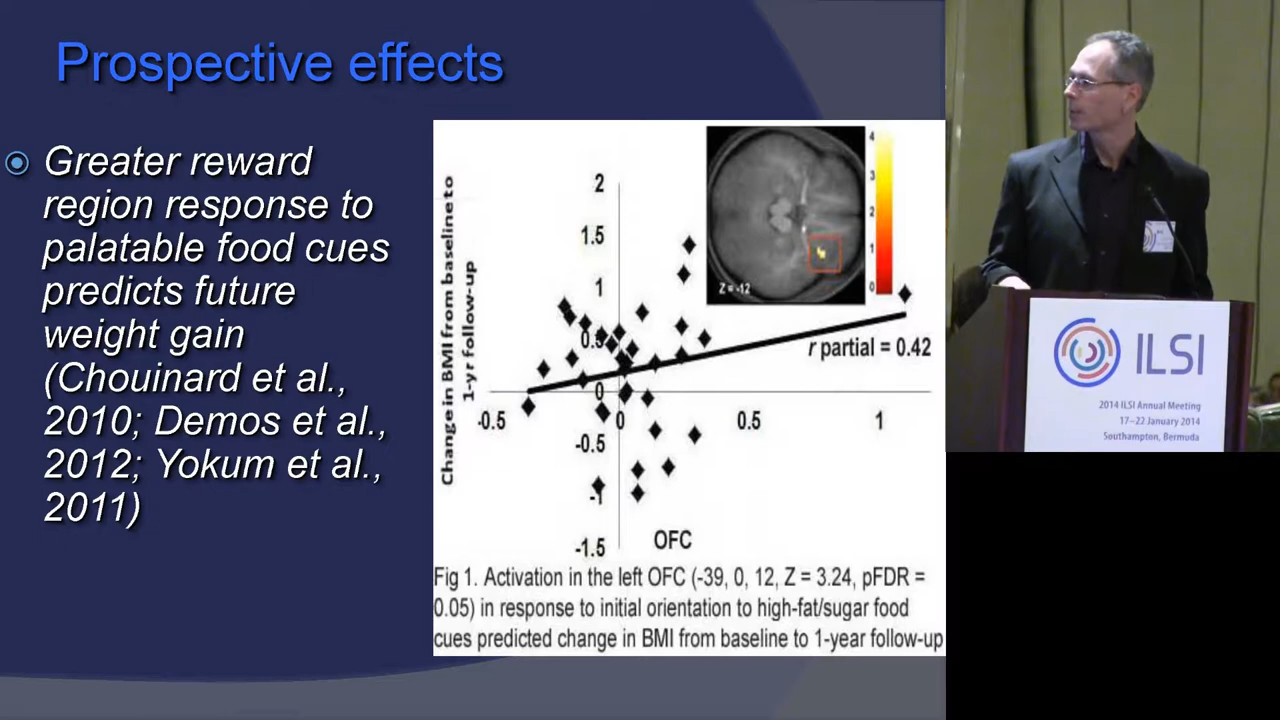 Prospective effects
Greater reward
region response to
palatable food cues
predicts future
weight gain
(Chouinard et al.,
2010; Demos et al.,
2012; Yokum et al.,
2011)
Change in BMI from baseline to
1-yr follow-up
2
1.5
1
0.5
0
-0.5
-1
-1.5
-0.5
0
0.5
1
OFC
r partial = 0.42
Z = -12
4
3
2
1
0
Fig 1. Activation in the left OFC (-39, 0, 12, Z = 3.24, pFDR =
0.05) in response to initial orientation to high-fat/sugar food
cues predicted change in BMI from baseline to 1-year follow-up
ILSI
2014 ILSI Annual Meeting
17–22 January 2014
Southampton, Bermuda